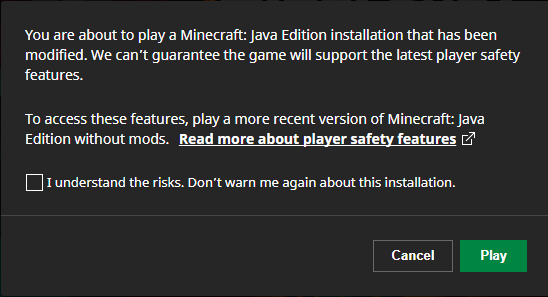 You are about to play a Minecraft: Java Edition installation that has been
modified. We can’t guarantee the game will support the latest player safety
features.
To access these features, play a more recent version of Minecraft: Java
Edition without mods. Read more about player safety features
I understand the risks. Don’t warn me again about this installation.
Cancel Play